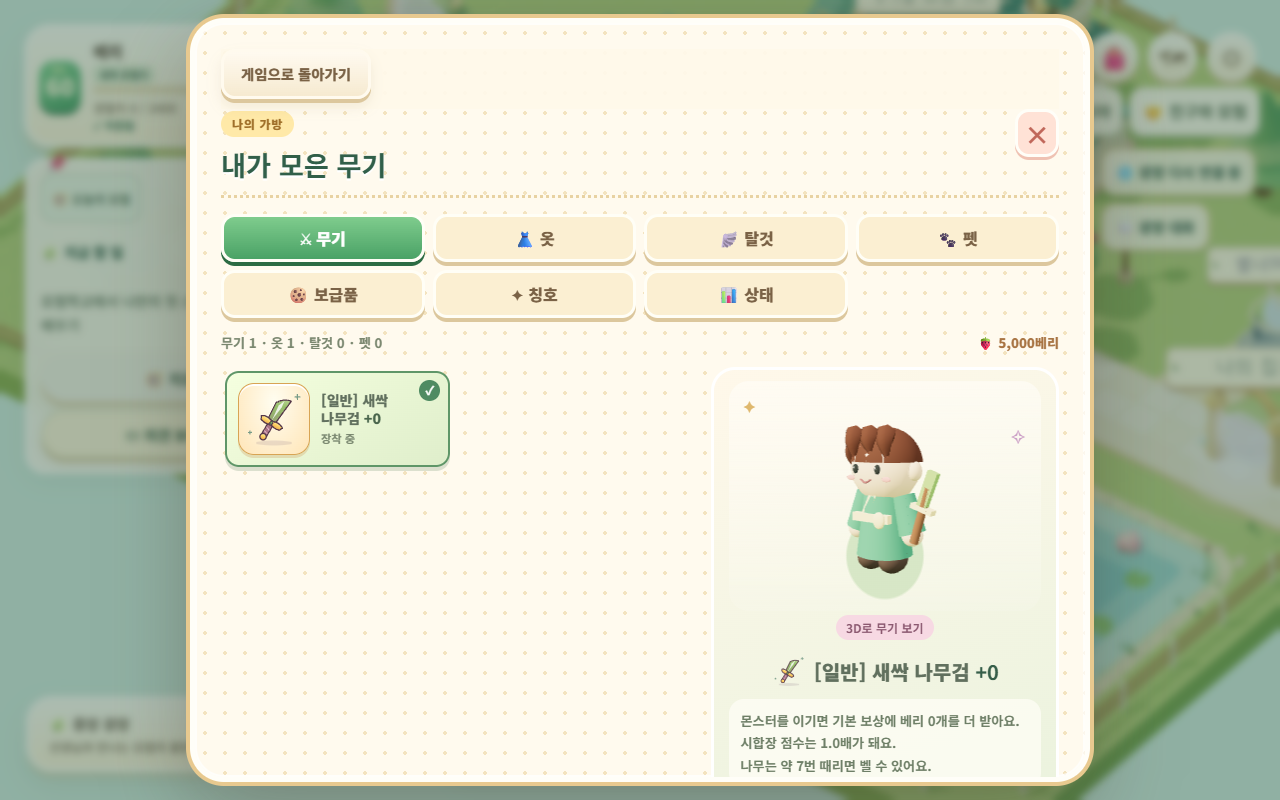 게임으로 돌아가기
나의 가방
내가 모은 무기
⚔ 무기
옷
탈것
펫
보급품
✦ 칭호
상태
무기 1 · 옷 1 · 탈것 0 · 펫 0
5,000베리
[일반] 새싹
나무검 +0
장착 중
3D로 무기 보기
[일반] 새싹 나무검 +0
몬스터를 이기면 기본 보상에 베리 0개를 더 받아요.
시합장 점수는 1.0배가 돼요.
나무는 약 7번 때리면 벨 수 있어요.